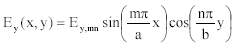 E_y(x,y) = E_{y,mn} sin(mπ/a x) cos(nπ/b y)